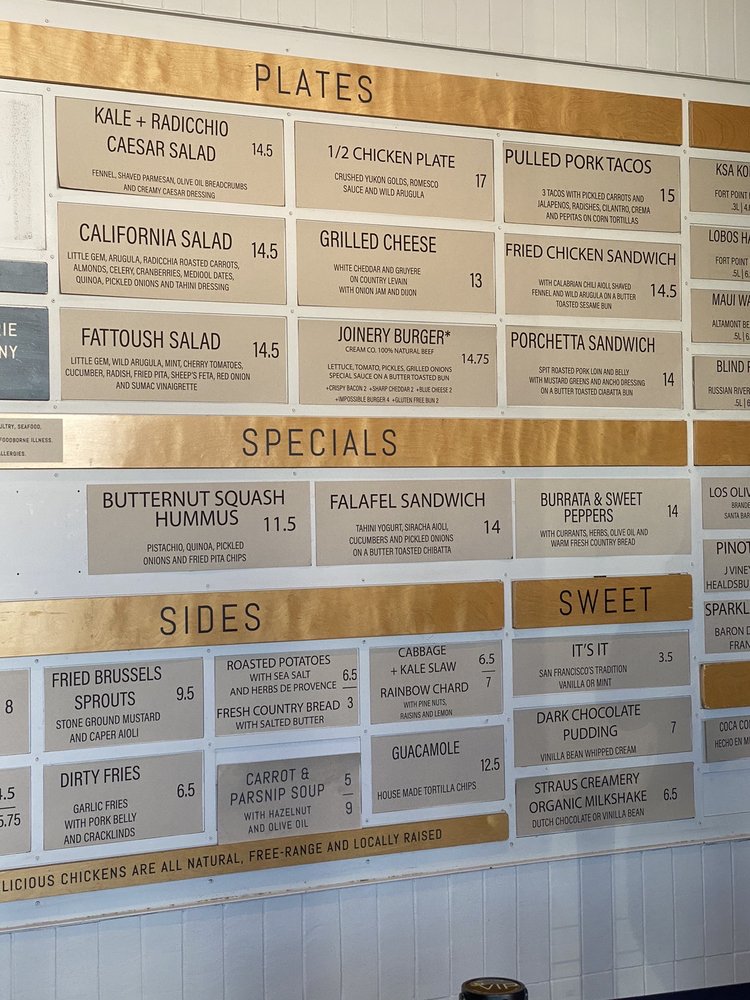 PLATES
KALE + RADICCHIO
CAESAR SALAD 14.5
FENNEL, SHAVED PARMESAN, OLIVE OIL BREADCRUMBS
AND CREAMY CAESAR DRESSING
1/2 CHICKEN PLATE 17
CRUSHED YUKON GOLDS, ROMESCO
SAUCE AND WILD ARUGULA
PULLED PORK TACOS 15
3 TACOS WITH PICKLED CARROTS AND
JALAPENOS, RADISHES, CILANTRO, CREMA
AND PEPITAS ON CORN TORTILLAS
CALIFORNIA SALAD 14.5
LITTLE GEM, ARUGULA, RADICCHIA ROASTED CARROTS,
ALMONDS, CELERY, CRANBERRIES, MEDJOOL DATES,
QUINOA, PICKLED ONIONS AND TAHINI DRESSING
GRILLED CHEESE 13
WHITE CHEDDAR AND GRUYERE
ON COUNTRY LEVAIN
WITH ONION JAM AND DIJON
FRIED CHICKEN SANDWICH 14.5
WITH CALABRIAN CHILI AIOLI SHAVED
FENNEL AND WILD ARUGULA ON A BUTTER
TOASTED SESAME BUN
FATTOUSH SALAD 14.5
LITTLE GEM, WILD ARUGULA, MINT, CHERRY TOMATOES,
CUCUMBER, RADISH, FRIED PITA, SHEEP'S FETA, RED ONION
AND SUMAC VINAIGRETTE
JOINERY BURGER* 14.75
CREAM CO. 100% NATURAL BEEF
LETTUCE, TOMATO, PICKLES, GRILLED ONIONS
SPECIAL SAUCE ON A BUTTER TOASTED BUN
+CRISPY BACON 2 +SHARP CHEDDAR 2 +BLUE CHEESE 2
+IMPOSSIBLE BURGER 4 +GLUTEN FREE BUN 2
PORCHETTA SANDWICH 14
SPIT ROASTED PORK LOIN AND BELLY
WITH MUSTARD GREENS AND ANCHO DRESSING
ON A BUTTER TOASTED CIABATTA BUN
KSA KO
FORT POINT
.3L | 4.
LOBOS HA
FORT POINT
.5L | 6.
MAUI WA
ALTAMONT BE
.5L | 6.
BLIND P
RUSSIAN RIVER
.5L | 6
RIE
NY
ULTRY, SEAFOOD,
FOODBORNE ILLNESS.
ALLERGIES.
SPECIALS
BUTTERNUT SQUASH
HUMMUS 11.5
PISTACHIO, QUINOA, PICKLED
ONIONS AND FRIED PITA CHIPS
FALAFEL SANDWICH 14
TAHINI YOGURT, SIRACHA AIOLI,
CUCUMBERS AND PICKLED ONIONS
ON A BUTTER TOASTED CHIBATTA
BURRATA & SWEET
PEPPERS 14
WITH CURRANTS, HERBS, OLIVE OIL AND
WARM FRESH COUNTRY BREAD
LOS OLIV
BRANDE
SANTA BAR
PINOT
J VINEY
HEALDSBU
SPARKL
BARON D
FRAN
COCA CO
HECHO EN M
SIDES
8
4.5
5.75
FRIED BRUSSELS
SPROUTS 9.5
STONE GROUND MUSTARD
AND CAPER AIOLI
ROASTED POTATOES
WITH SEA SALT 6.5
AND HERBS DE PROVENCE
FRESH COUNTRY BREAD 3
WITH SALTED BUTTER
CABBAGE
+ KALE SLAW 6.5
RAINBOW CHARD 7
WITH PINE NUTS,
RAISINS AND LEMON
DIRTY FRIES 6.5
GARLIC FRIES
WITH PORK BELLY
AND CRACKLINDS
CARROT & 5
PARSNIP SOUP
WITH HAZELNUT 9
AND OLIVE OIL
GUACAMOLE 12.5
HOUSE MADE TORTILLA CHIPS
SWEET
IT'S IT 3.5
SAN FRANCISCO'S TRADITION
VANILLA OR MINT
DARK CHOCOLATE
PUDDING 7
VANILLA BEAN WHIPPED CREAM
STRAUS CREAMERY
ORGANIC MILKSHAKE 6.5
DUTCH CHOCOLATE OR VANILLA BEAN
LICIOUS CHICKENS ARE ALL NATURAL, FREE-RANGE AND LOCALLY RAISED
VIP